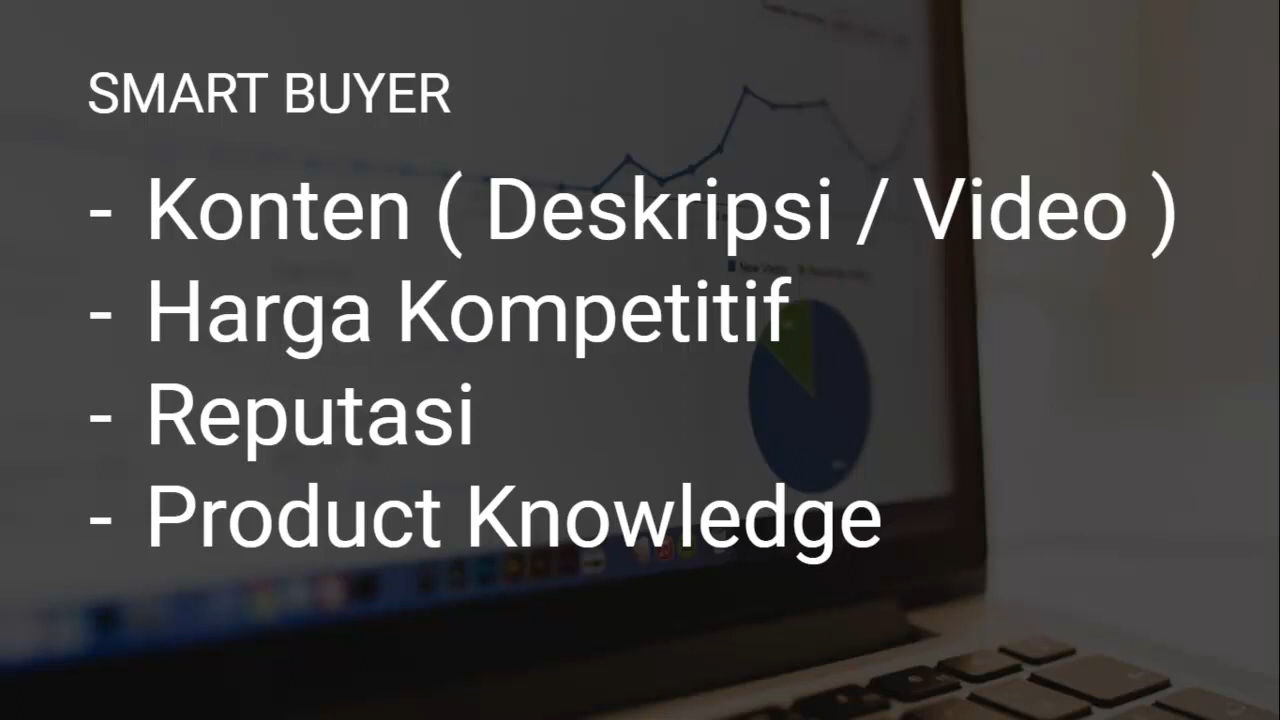 SMART BUYER
- Konten ( Deskripsi / Video )
- Harga Kompetitif
- Reputasi
- Product Knowledge